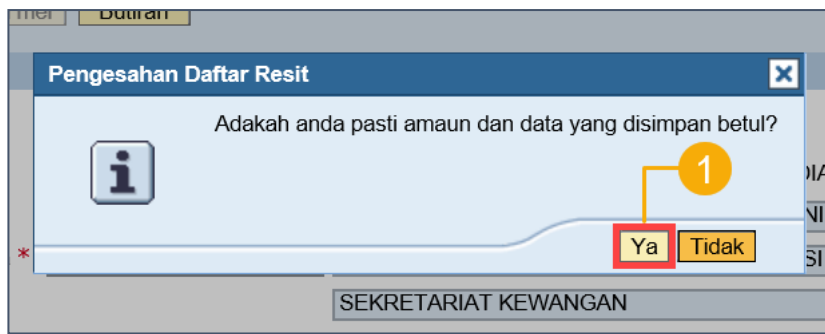 Butiran
Pengesahan Daftar Resit
Adakah anda pasti amaun dan data yang disimpan betul?
1
Ya Tidak
*
SEKRETARIAT KEWANGAN